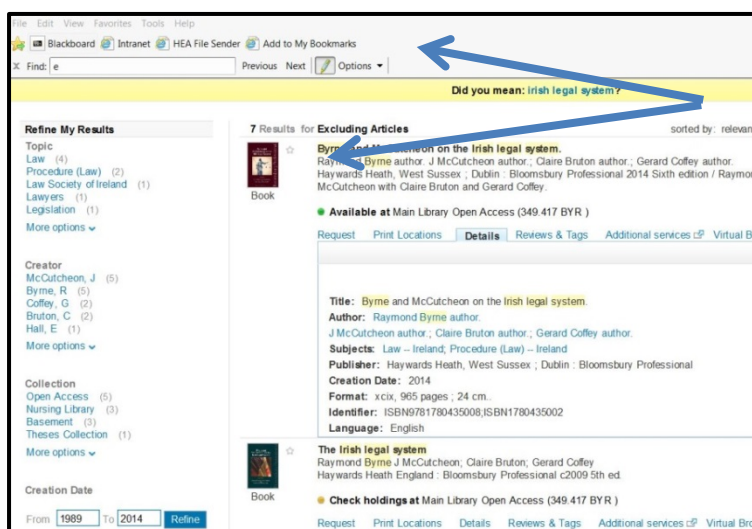 File Edit View Favorites Tools Help
Blackboard Intranet HEA File Sender Add to My Bookmarks
X Find: e Previous Next Options
Did you mean: irish legal system?
Refine My Results
Topic
Law (4)
Procedure (Law) (2)
Law Society of Ireland (1)
Lawyers (1)
Legislation (1)
More options
Creator
McCutcheon, J (5)
Byrne, R (5)
Coffey, G (2)
Bruton, C (2)
Hall, E (1)
More options
Collection
Open Access (5)
Nursing Library (3)
Basement (3)
Theses Collection (1)
More options
Creation Date
From 1989 To 2014 Refine
7 Results for Excluding Articles sorted by: relevan
Byrne and McCutcheon on the Irish legal system.
Raymond Byrne author. J McCutcheon author.; Claire Bruton author.; Gerard Coffey author.
Haywards Heath, West Sussex ; Dublin : Bloomsbury Professional 2014 Sixth edition / Raymon
McCutcheon with Claire Bruton and Gerard Coffey.
Book
Available at Main Library Open Access (349.417 BYR )
Request Print Locations Details Reviews & Tags Additional services Virtual B
Title: Byrne and McCutcheon on the Irish legal system.
Author: Raymond Byrne author.
J McCutcheon author.; Claire Bruton author.; Gerard Coffey author.
Subjects: Law -- Ireland; Procedure (Law) -- Ireland
Publisher: Haywards Heath, West Sussex ; Dublin : Bloomsbury Professional
Creation Date: 2014
Format: xcix, 965 pages ; 24 cm..
Identifier: ISBN9781780435008;ISBN1780435002
Language: English
The Irish legal system
Raymond Byrne J McCutcheon; Claire Bruton; Gerard Coffey
Haywards Heath England : Bloomsbury Professional c2009 5th ed.
Book
Check holdings at Main Library Open Access (349.417 BYR )
Request Print Locations Details Reviews & Tags Additional services Virtual Bro